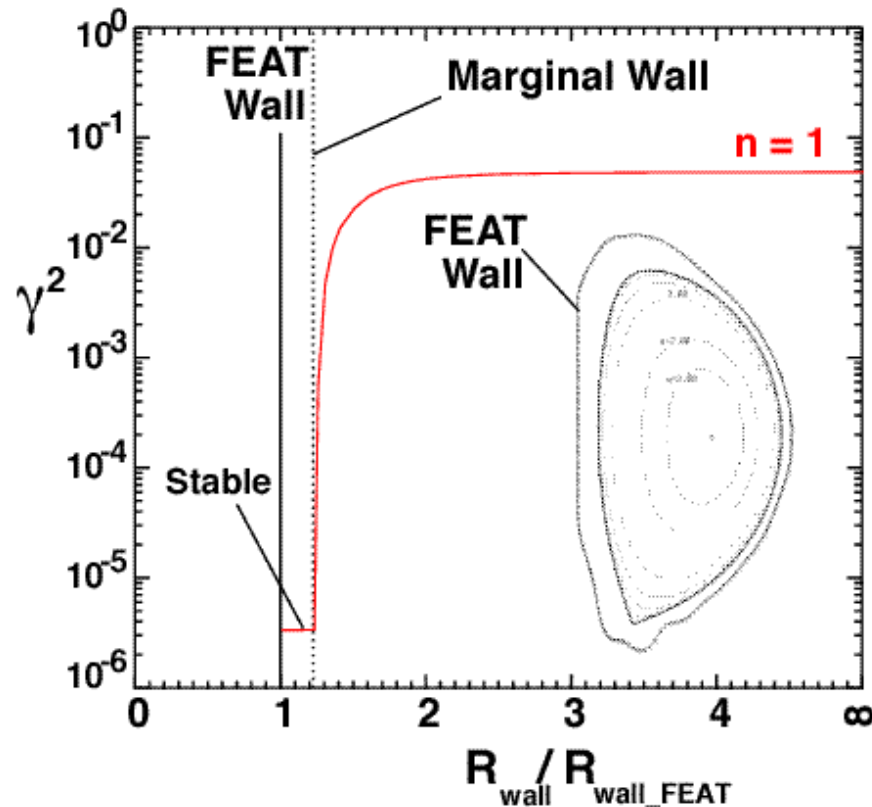 10⁰
FEAT
Wall
Marginal Wall
10⁻¹
n = 1
10⁻²
FEAT
Wall
γ²
10⁻³
10⁻⁴
Stable
10⁻⁵
10⁻⁶
0 1 2 3 4 ∞
R_wall / R_wall_FEAT